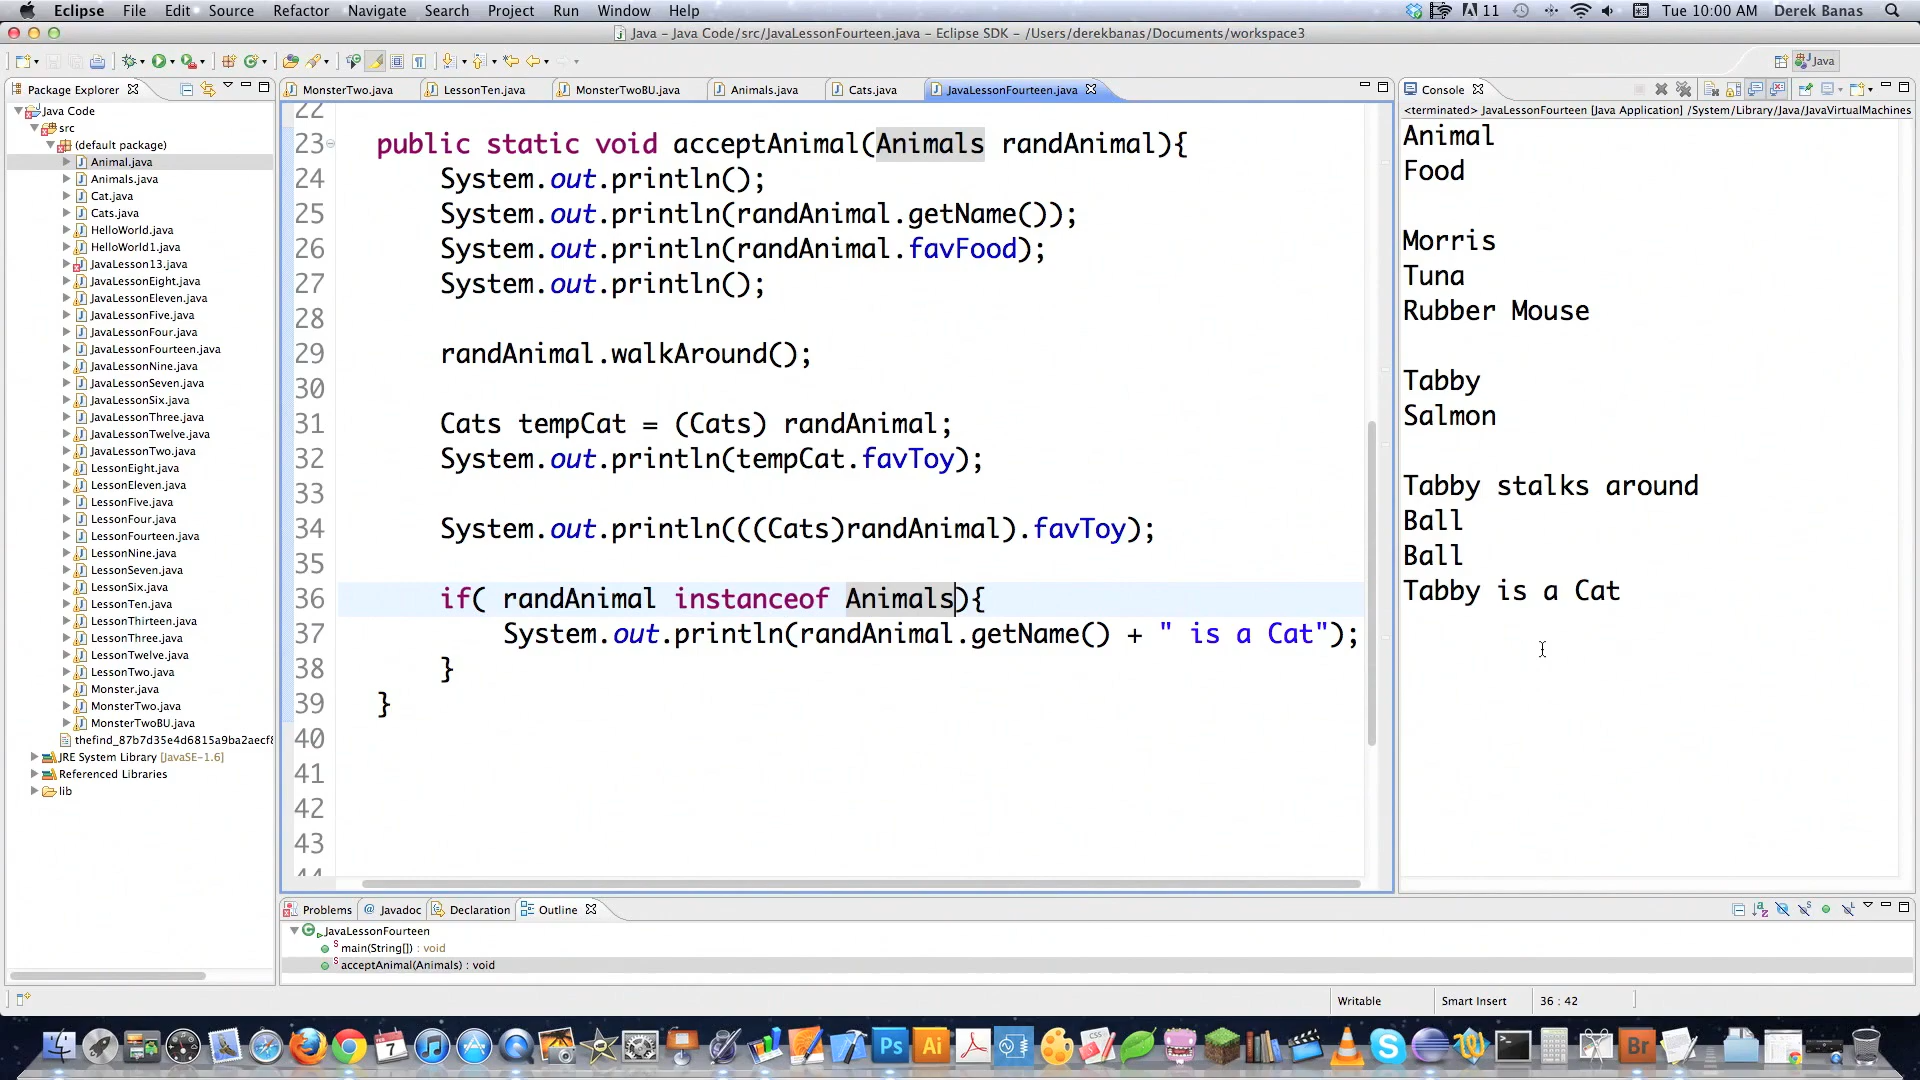 Eclipse File Edit Source Refactor Navigate Search Project Run Window Help
11 Tue 10:00 AM Derek Banas
Java – Java Code/src/JavaLessonFourteen.java – Eclipse SDK – /Users/derekbanas/Documents/workspace3
Java
Package Explorer
Java Code
src
(default package)
Animal.java
Animals.java
Cat.java
Cats.java
HelloWorld.java
HelloWorld1.java
JavaLesson13.java
JavaLessonEight.java
JavaLessonEleven.java
JavaLessonFive.java
JavaLessonFour.java
JavaLessonFourteen.java
JavaLessonNine.java
JavaLessonSeven.java
JavaLessonSix.java
JavaLessonThree.java
JavaLessonTwelve.java
JavaLessonTwo.java
LessonEight.java
LessonEleven.java
LessonFive.java
LessonFour.java
LessonFourteen.java
LessonNine.java
LessonSeven.java
LessonSix.java
LessonTen.java
LessonThirteen.java
LessonThree.java
LessonTwelve.java
LessonTwo.java
Monster.java
MonsterTwo.java
MonsterTwoBU.java
thefind_87b7d35e4d6815a9ba2aecf8
JRE System Library [JavaSE-1.6]
Referenced Libraries
lib
MonsterTwo.java LessonTen.java MonsterTwoBU.java Animals.java Cats.java JavaLessonFourteen.java
22
23 public static void acceptAnimal(Animals randAnimal){
24 System.out.println();
25 System.out.println(randAnimal.getName());
26 System.out.println(randAnimal.favFood);
27 System.out.println();
28
29 randAnimal.walkAround();
30
31 Cats tempCat = (Cats) randAnimal;
32 System.out.println(tempCat.favToy);
33
34 System.out.println(((Cats)randAnimal).favToy);
35
36 if( randAnimal instanceof Animals){
37 System.out.println(randAnimal.getName() + " is a Cat");
38 }
39 }
40
41
42
43
44
Console
<terminated> JavaLessonFourteen [Java Application] /System/Library/Java/JavaVirtualMachines
Animal
Food
Morris
Tuna
Rubber Mouse
Tabby
Salmon
Tabby stalks around
Ball
Ball
Tabby is a Cat
Problems @ Javadoc Declaration Outline
JavaLessonFourteen
main(String[]) : void
acceptAnimal(Animals) : void
Writable Smart Insert 36 : 42
7 Ps Ai CSS Br